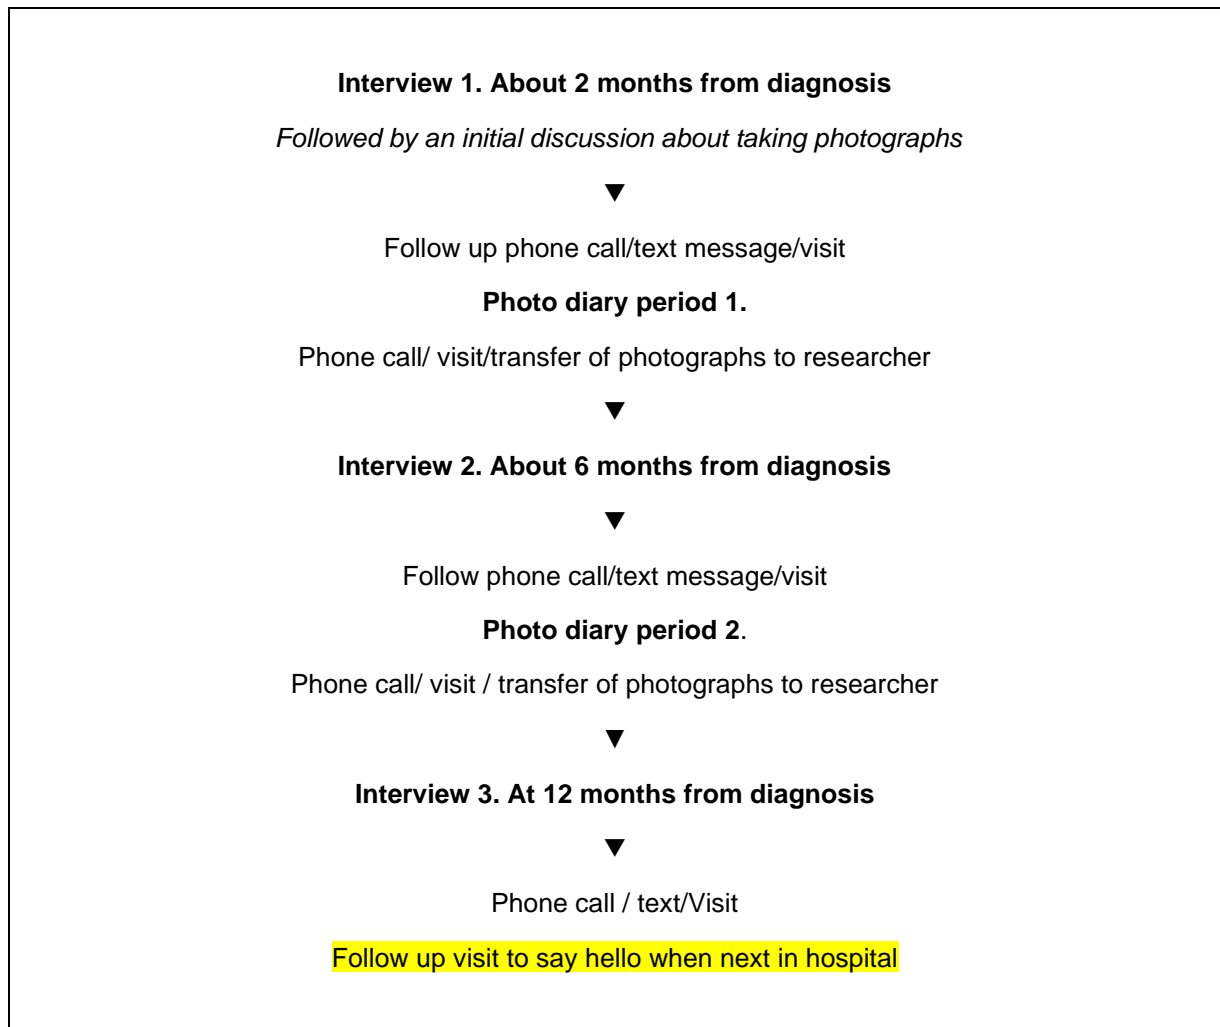 Interview 1. About 2 months from diagnosis
Followed by an initial discussion about taking photographs
▼
Follow up phone call/text message/visit
Photo diary period 1.
Phone call/ visit/transfer of photographs to researcher
▼
Interview 2. About 6 months from diagnosis
▼
Follow phone call/text message/visit
Photo diary period 2.
Phone call/ visit / transfer of photographs to researcher
▼
Interview 3. At 12 months from diagnosis
▼
Phone call / text/Visit
Follow up visit to say hello when next in hospital